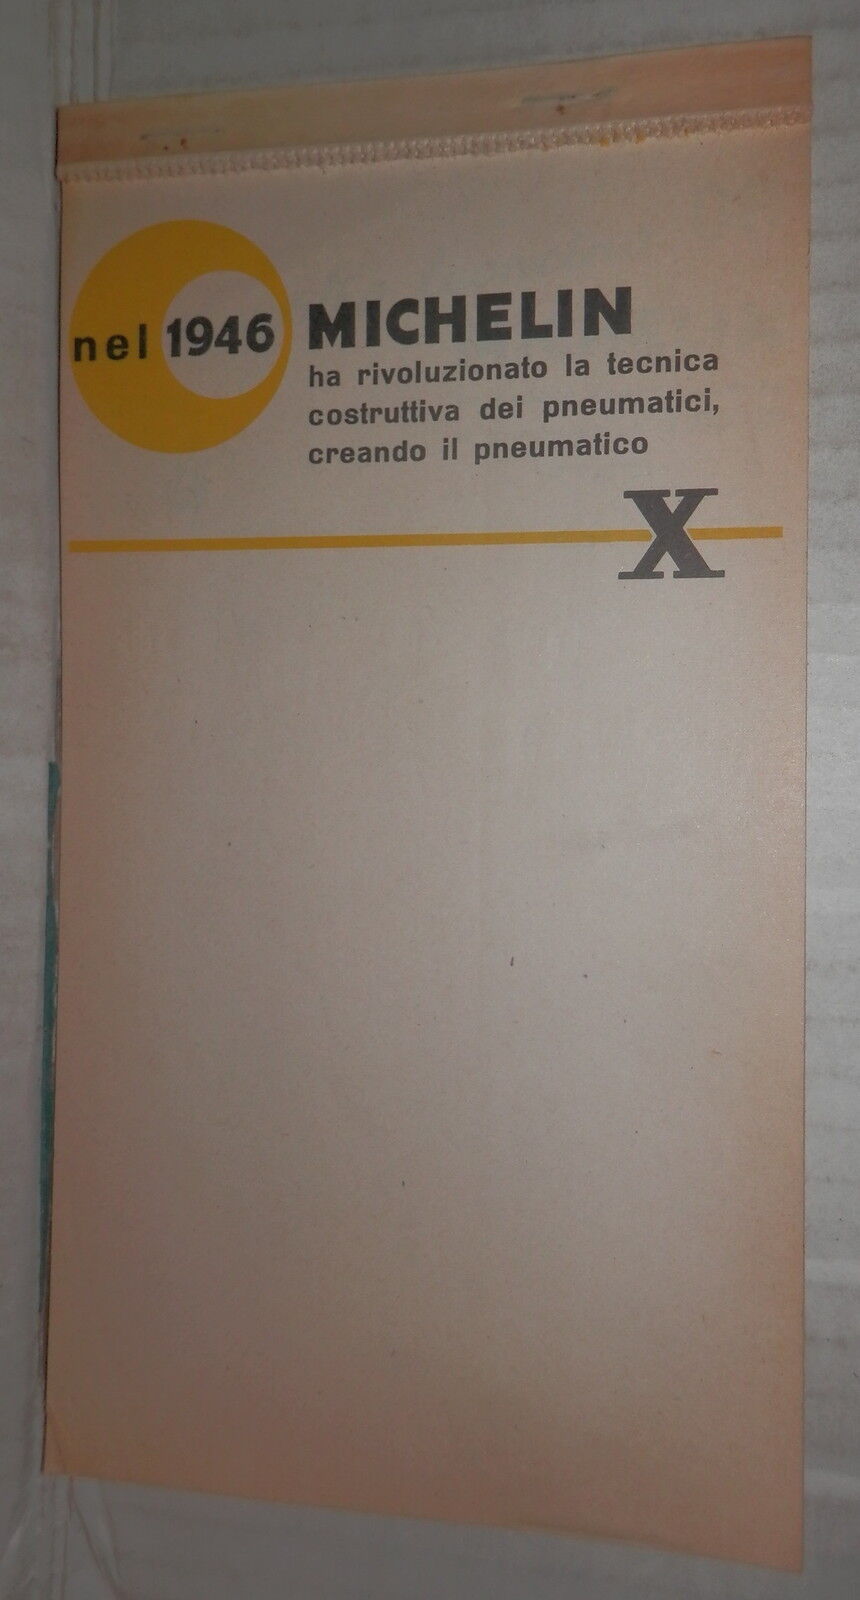 nel 1946 MICHELIN
ha rivoluzionato la tecnica
costruttiva dei pneumatici,
creando il pneumatico
X